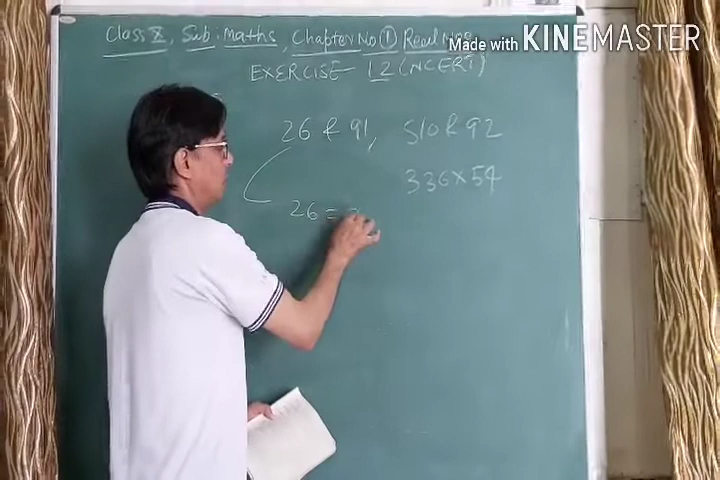 Class X, Sub: Maths, Chapter No ① Real Nos
Made with KINEMASTER
EXERCISE - 1.2 (NCERT)
26 & 91, 510 & 92
336 x 54
26 =